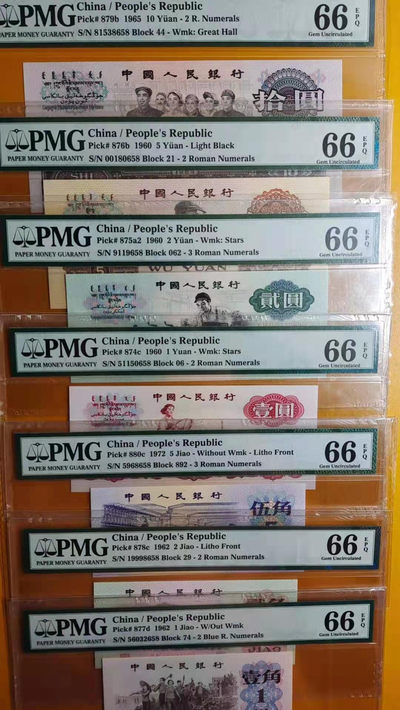 PMG
PAPER MONEY GUARANTY
China / People's Republic
Pick# 879b 1965 10 Yüan - 2 R. Numerals
S/N 81538658 Block 44 - Wmk: Great Hall
66 EPQ
Gem Uncirculated
中國人民銀行
拾圓
PMG
PAPER MONEY GUARANTY
China / People's Republic
Pick# 876b 1960 5 Yüan - Light Black
S/N 00180658 Block 21 - 2 Roman Numerals
66 EPQ
Gem Uncirculated
中國人民銀行
PMG
PAPER MONEY GUARANTY
China / People's Republic
Pick# 875a2 1960 2 Yüan - Wmk: Stars
S/N 9119658 Block 062 - 3 Roman Numerals
66 EPQ
Gem Uncirculated
WU YUAN
中國人民銀行
貳圓
PMG
PAPER MONEY GUARANTY
China / People's Republic
Pick# 874c 1960 1 Yuan - Wmk: Stars
S/N 51150658 Block 06 - 2 Roman Numerals
66 EPQ
Gem Uncirculated
中國人民銀行
壹圓
PMG
PAPER MONEY GUARANTY
China / People's Republic
Pick# 880c 1972 5 Jiao - Without Wmk - Litho Front
S/N 5968658 Block 892 - 3 Roman Numerals
66 EPQ
Gem Uncirculated
中國人民銀行
伍角
PMG
PAPER MONEY GUARANTY
China / People's Republic
Pick# 878c 1962 2 Jiao - Litho Front
S/N 19998658 Block 29 - 2 Roman Numerals
66 EPQ
Gem Uncirculated
中國人民銀行
PMG
PAPER MONEY GUARANTY
China / People's Republic
Pick# 877d 1962 1 Jiao - W/Out Wmk
S/N 56032658 Block 74 - 2 Blue R. Numerals
66 EPQ
Gem Uncirculated
JIAO
中國人民銀行
壹角
1